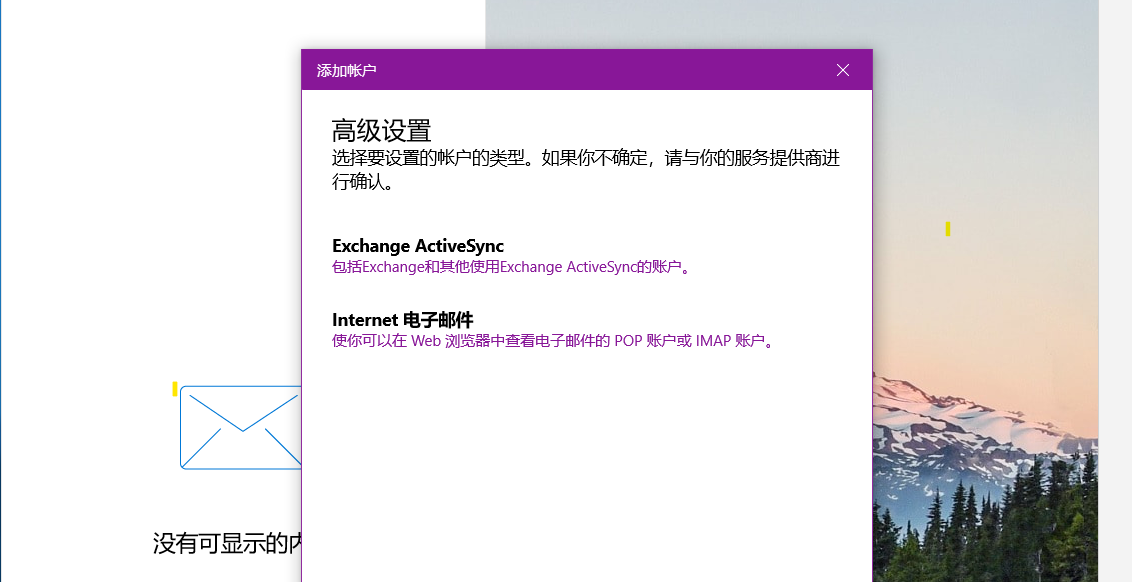 添加帐户
高级设置
选择要设置的帐户的类型。如果你不确定，请与你的服务提供商进
行确认。
Exchange ActiveSync
包括Exchange和其他使用Exchange ActiveSync的账户。
Internet 电子邮件
使你可以在 Web 浏览器中查看电子邮件的 POP 账户或 IMAP 账户。
没有可显示的